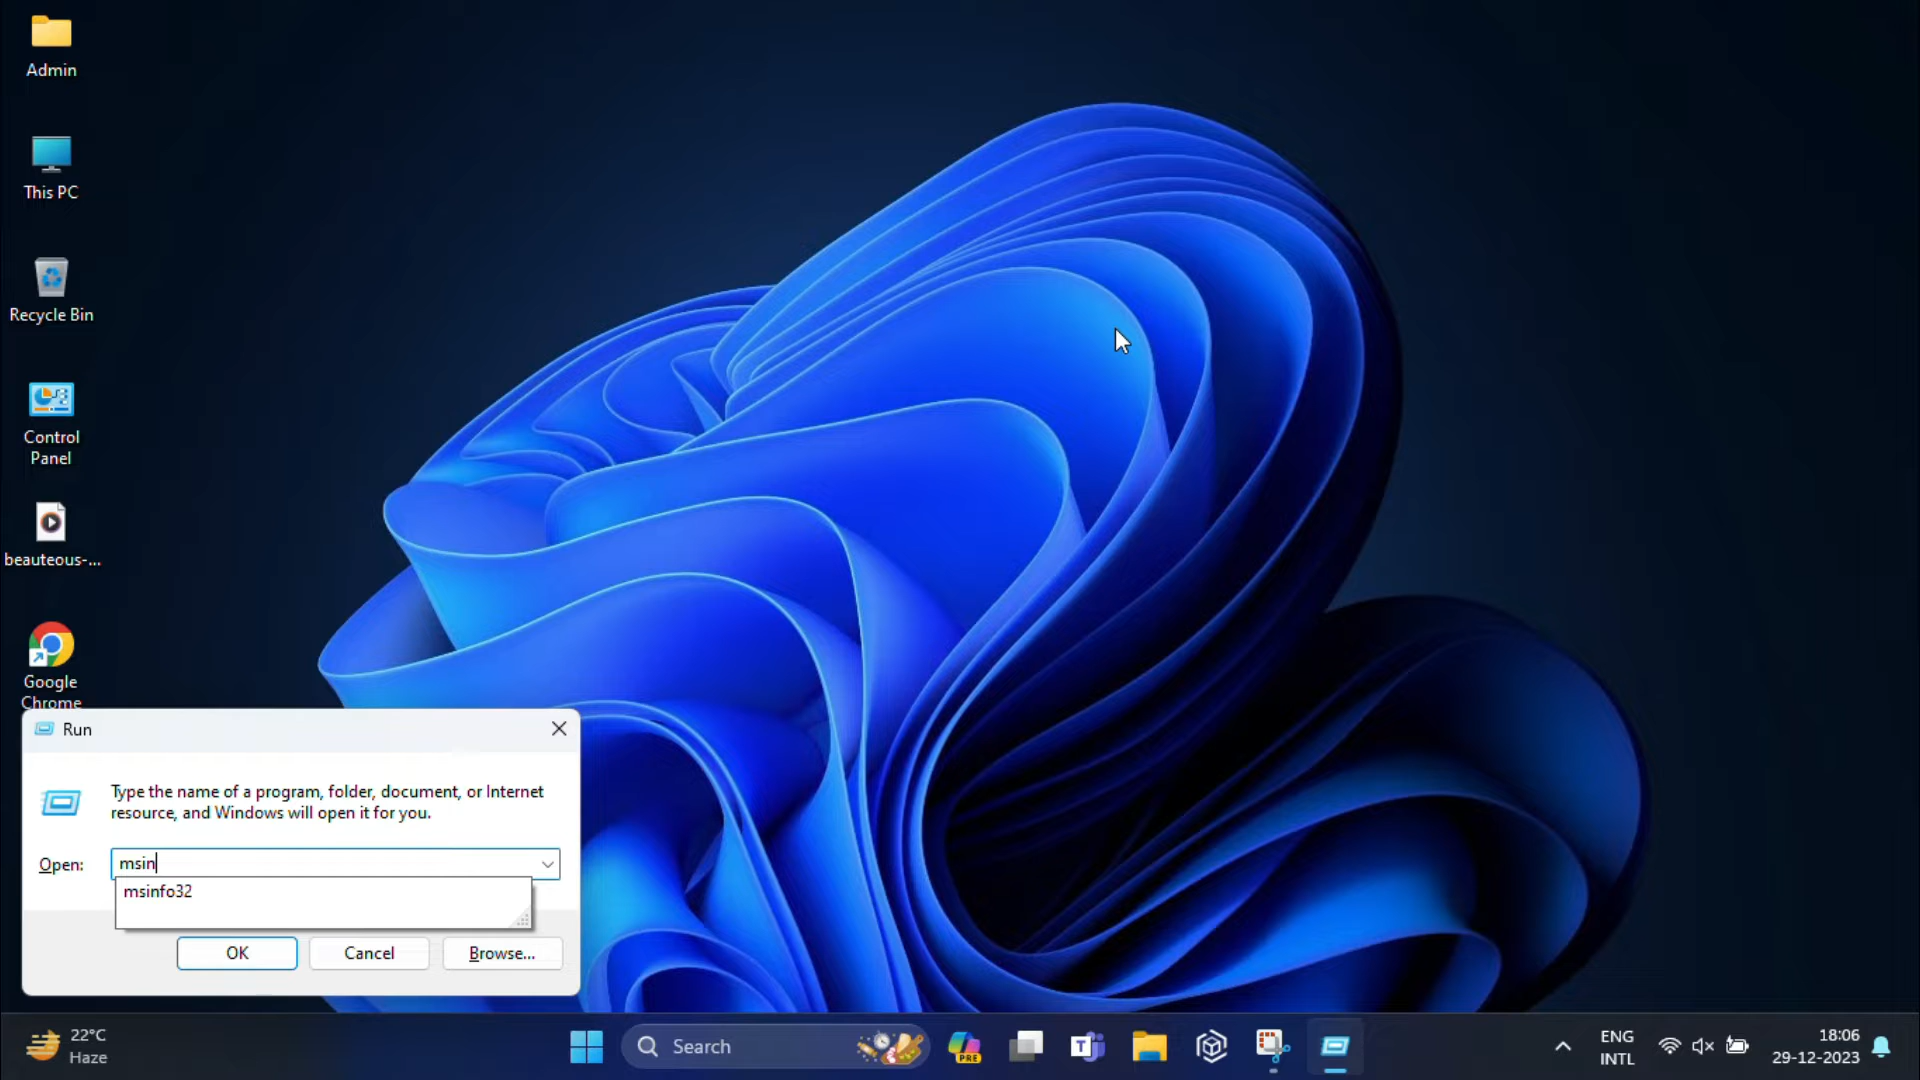 Admin
This PC
Recycle Bin
Control
Panel
beauteous-...
Google
Chrome
Run
Type the name of a program, folder, document, or Internet
resource, and Windows will open it for you.
Open:
msin
msinfo32
OK
Cancel
Browse...
22°C
Haze
Search
PRE
T
ENG
INTL
18:06
29-12-2023